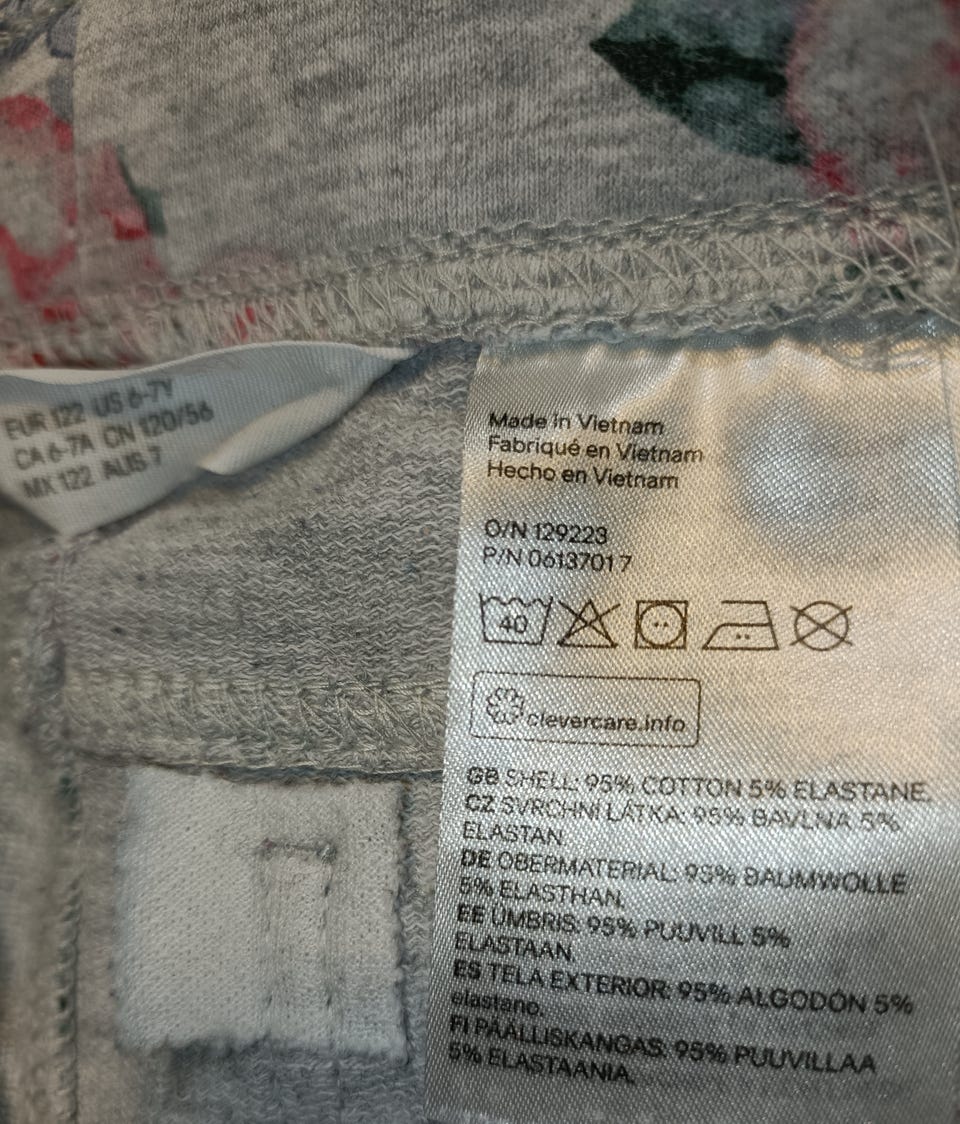 EUR 122 US 6-7Y
CA 6-7A CN 120/56
MX 122 AUS 7
Made in Vietnam
Fabriqué en Vietnam
Hecho en Vietnam
O/N 129223
P/N 0613701 7
40
clevercare.info
GB SHELL: 95% COTTON 5% ELASTANE.
CZ SVRCHNÍ LÁTKA: 95% BAVLNA 5%
ELASTAN.
DE OBERMATERIAL: 95% BAUMWOLLE
5% ELASTHAN.
EE ÜMBRIS: 95% PUUVILL 5%
ELASTAAN.
ES TELA EXTERIOR: 95% ALGODÓN 5%
elastano.
FI PÄÄLLISKANGAS: 95% PUUVILLAA
5% ELASTAANIA.